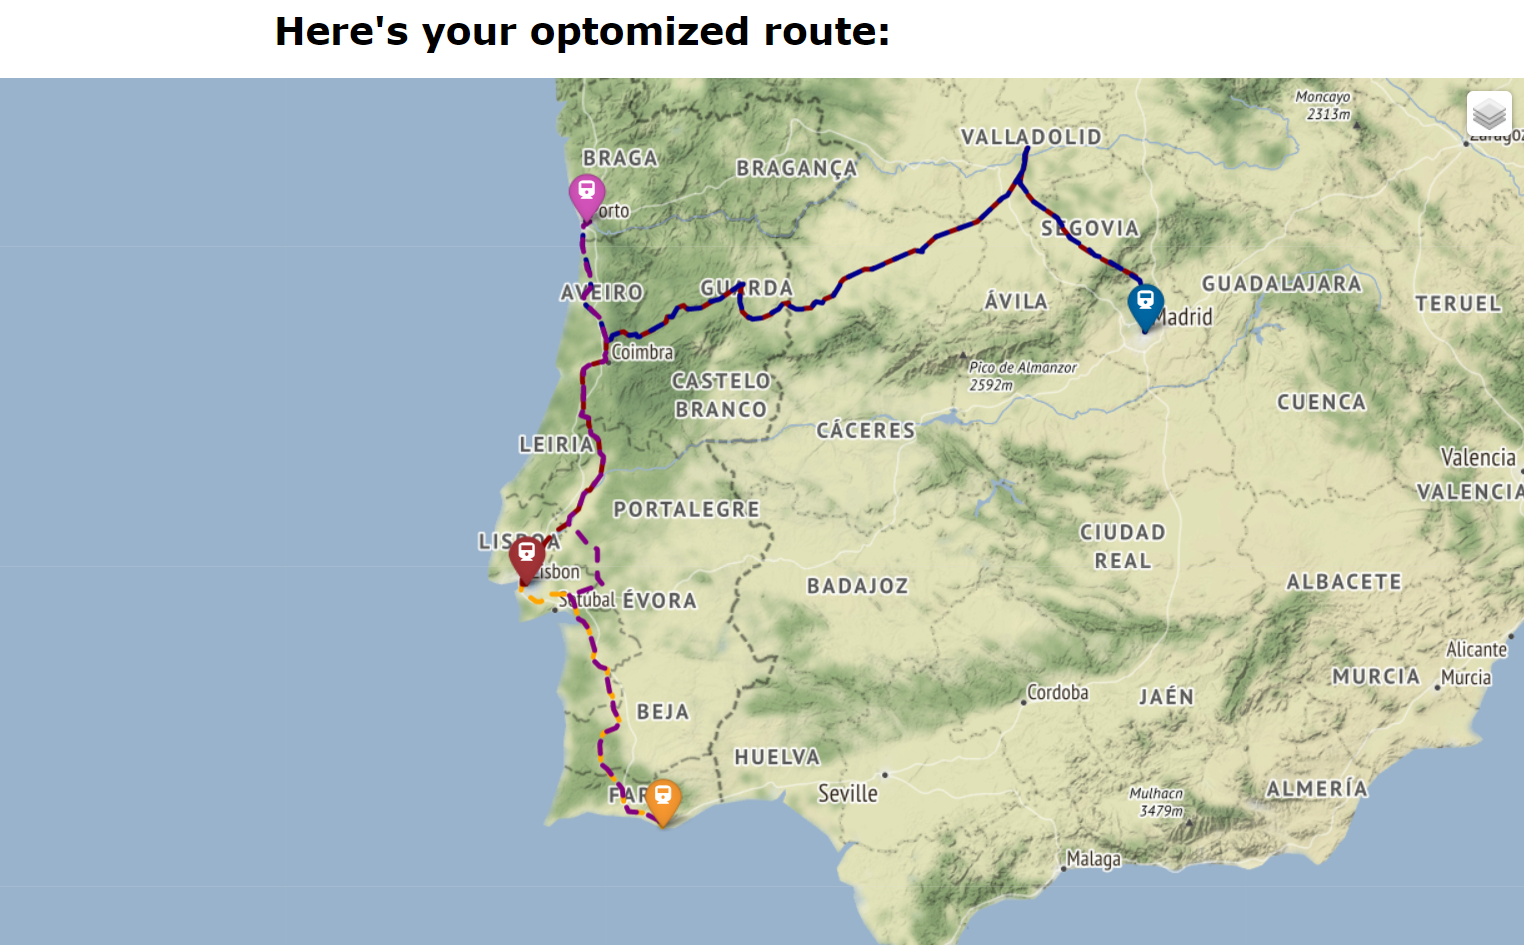 Here's your optomized route:
Moncayo
2313m
VALLADOLID
BRAGA
BRAGANÇA
orto
SEGOVIA
AVEIRO
GUARDA
ÁVILA
GUADALAJARA
TERUEL
Madrid
Coimbra
Pico de Almanzor
2592m
CASTELO
BRANCO
CUENCA
CÁCERES
LEIRIA
Valencia
VALENCIA
PORTALEGRE
LISBOA
CIUDAD
REAL
Lisbon
BADAJOZ
ALBACETE
Setubal
ÉVORA
Alicante
MURCIA
Murcia
Cordoba
JAÉN
BEJA
HUELVA
Seville
ALMERÍA
FAR
Mulhacn
3479m
Malaga